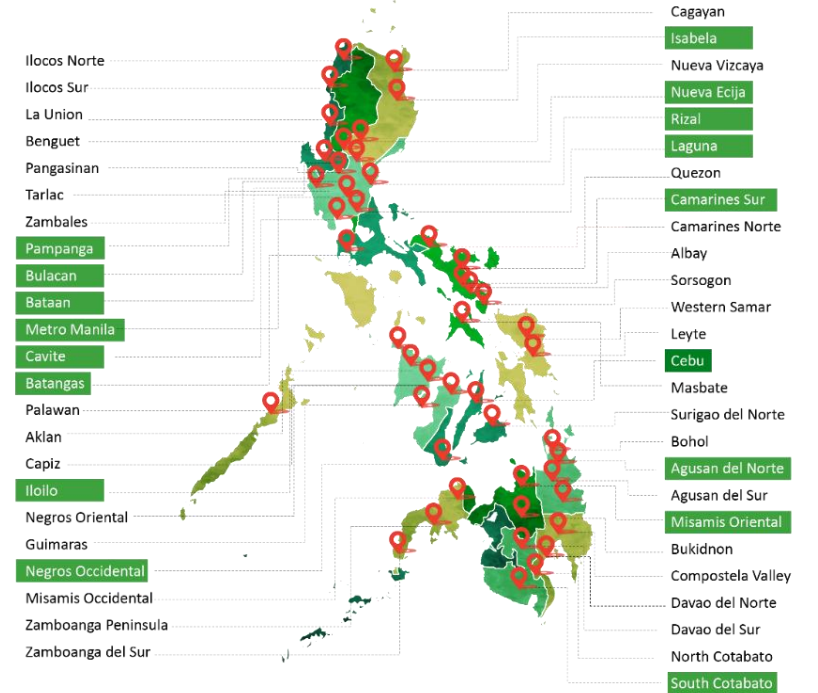 Ilocos Norte
Ilocos Sur
La Union
Benguet
Pangasinan
Tarlac
Zambales
Pampanga
Bulacan
Bataan
Metro Manila
Cavite
Batangas
Palawan
Aklan
Capiz
Iloilo
Negros Oriental
Guimaras
Negros Occidental
Misamis Occidental
Zamboanga Peninsula
Zamboanga del Sur
Cagayan
Isabela
Nueva Vizcaya
Nueva Ecija
Rizal
Laguna
Quezon
Camarines Sur
Camarines Norte
Albay
Sorsogon
Western Samar
Leyte
Cebu
Masbate
Surigao del Norte
Bohol
Agusan del Norte
Agusan del Sur
Misamis Oriental
Bukidnon
Compostela Valley
Davao del Norte
Davao del Sur
North Cotabato
South Cotabato